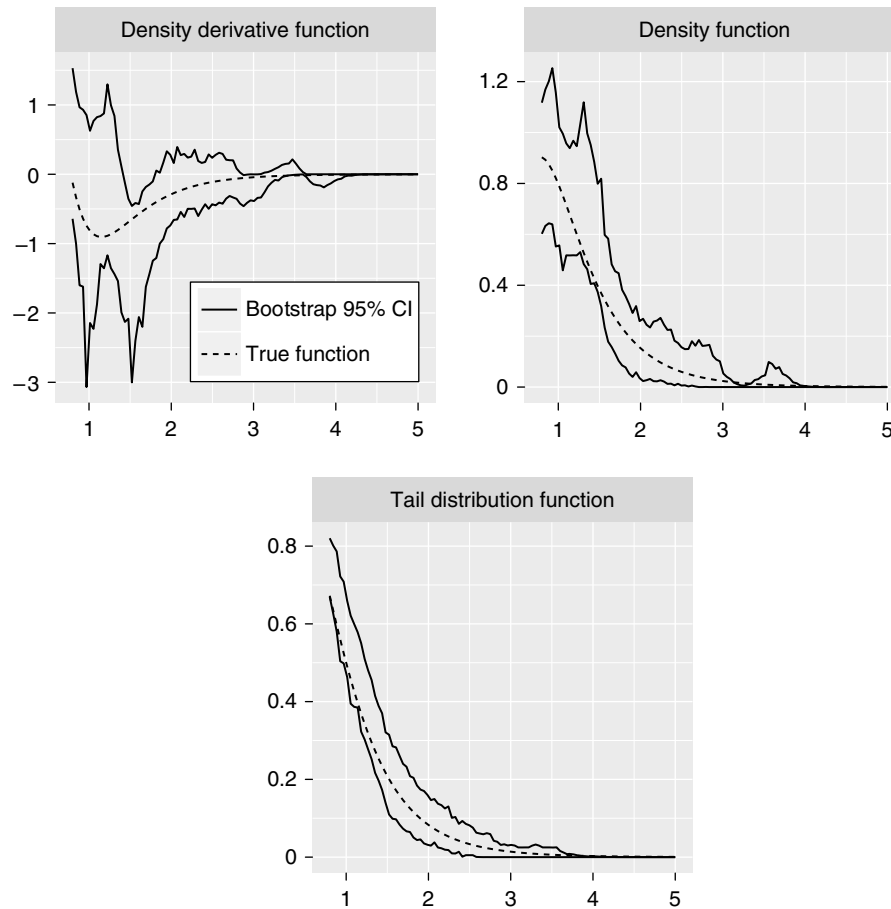 Density derivative function
1
0
−1
−2
−3
Bootstrap 95% CI
True function
1 2 3 4 5
Density function
1.2
0.8
0.4
0
1 2 3 4 5
Tail distribution function
0.8
0.6
0.4
0.2
0
1 2 3 4 5